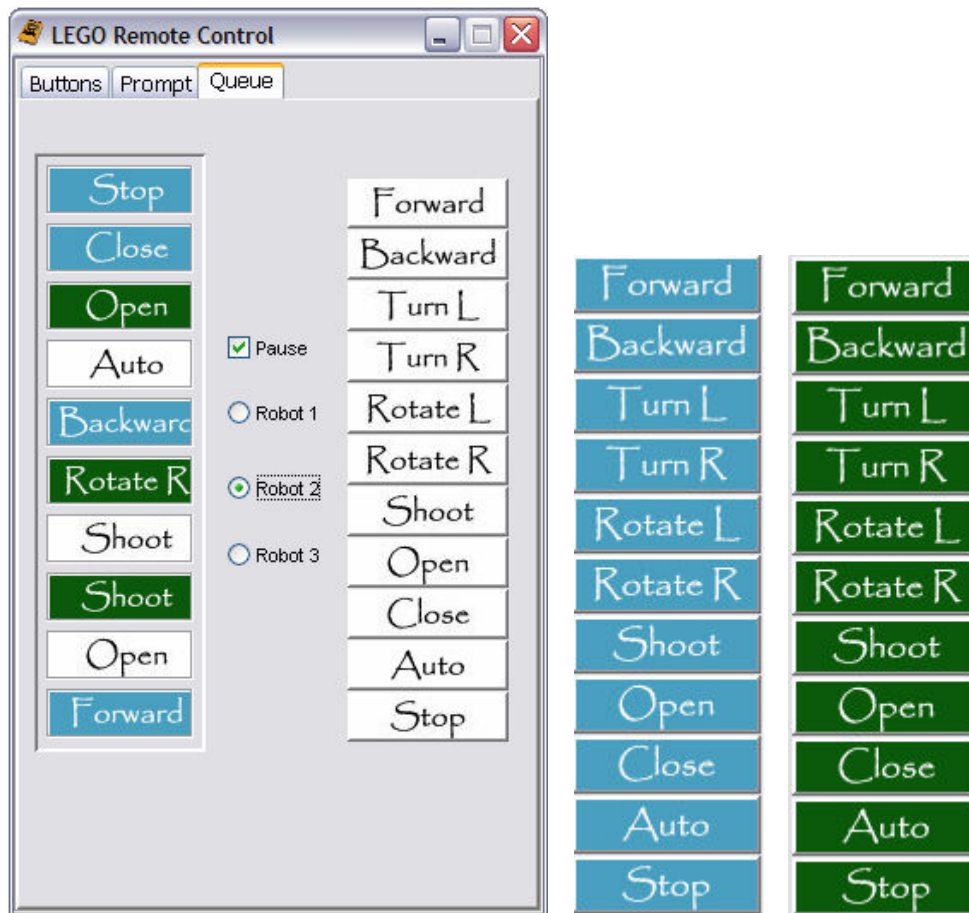 LEGO Remote Control
Buttons Prompt Queue
Stop
Close
Open
Auto
Backward
Rotate R
Shoot
Shoot
Open
Forward
Pause
Robot 1
Robot 2
Robot 3
Forward
Backward
Turn L
Turn R
Rotate L
Rotate R
Shoot
Open
Close
Auto
Stop
Forward
Backward
Turn L
Turn R
Rotate L
Rotate R
Shoot
Open
Close
Auto
Stop
Forward
Backward
Turn L
Turn R
Rotate L
Rotate R
Shoot
Open
Close
Auto
Stop